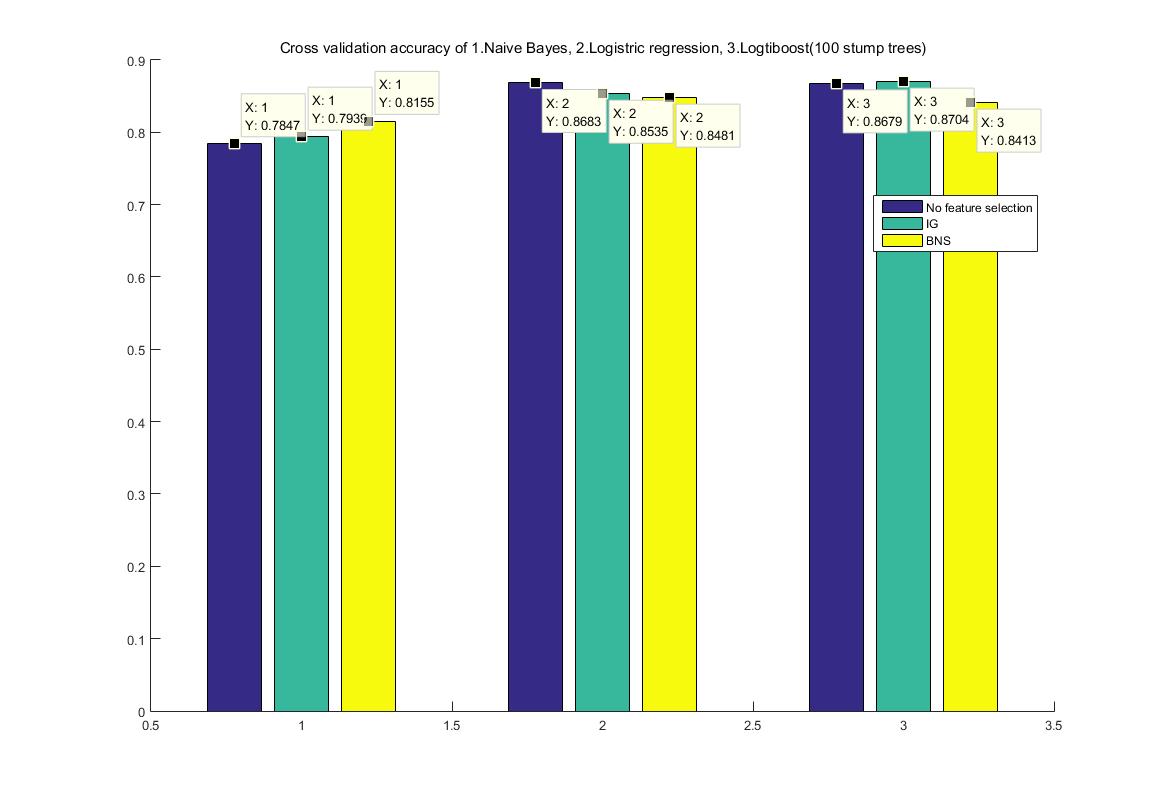 Cross validation accuracy of 1.Naive Bayes, 2.Logistric regression, 3.Logtiboost(100 stump trees)
0.9
0.8
0.7
0.6
0.5
0.4
0.3
0.2
0.1
0
X: 1
Y: 0.7847
X: 1
Y: 0.7939
X: 1
Y: 0.8155
X: 2
Y: 0.8683
X: 2
Y: 0.8535
X: 2
Y: 0.8481
X: 3
Y: 0.8679
X: 3
Y: 0.8704
X: 3
Y: 0.8413
No feature selection
IG
BNS
0.5
1
1.5
2
2.5
3
3.5